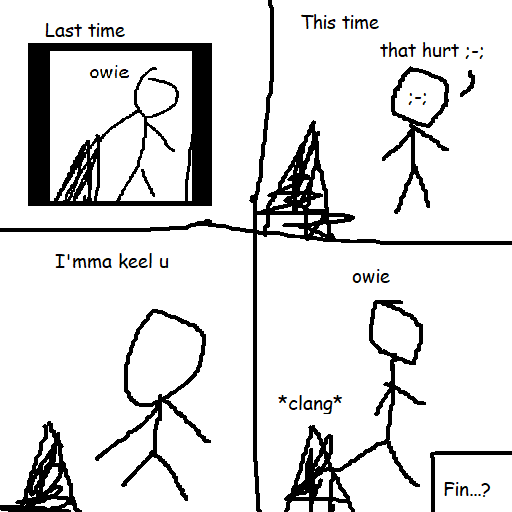 Last time
owie
This time
that hurt ;-;
;-;
I'mma keel u
owie
*clang*
Fin...?